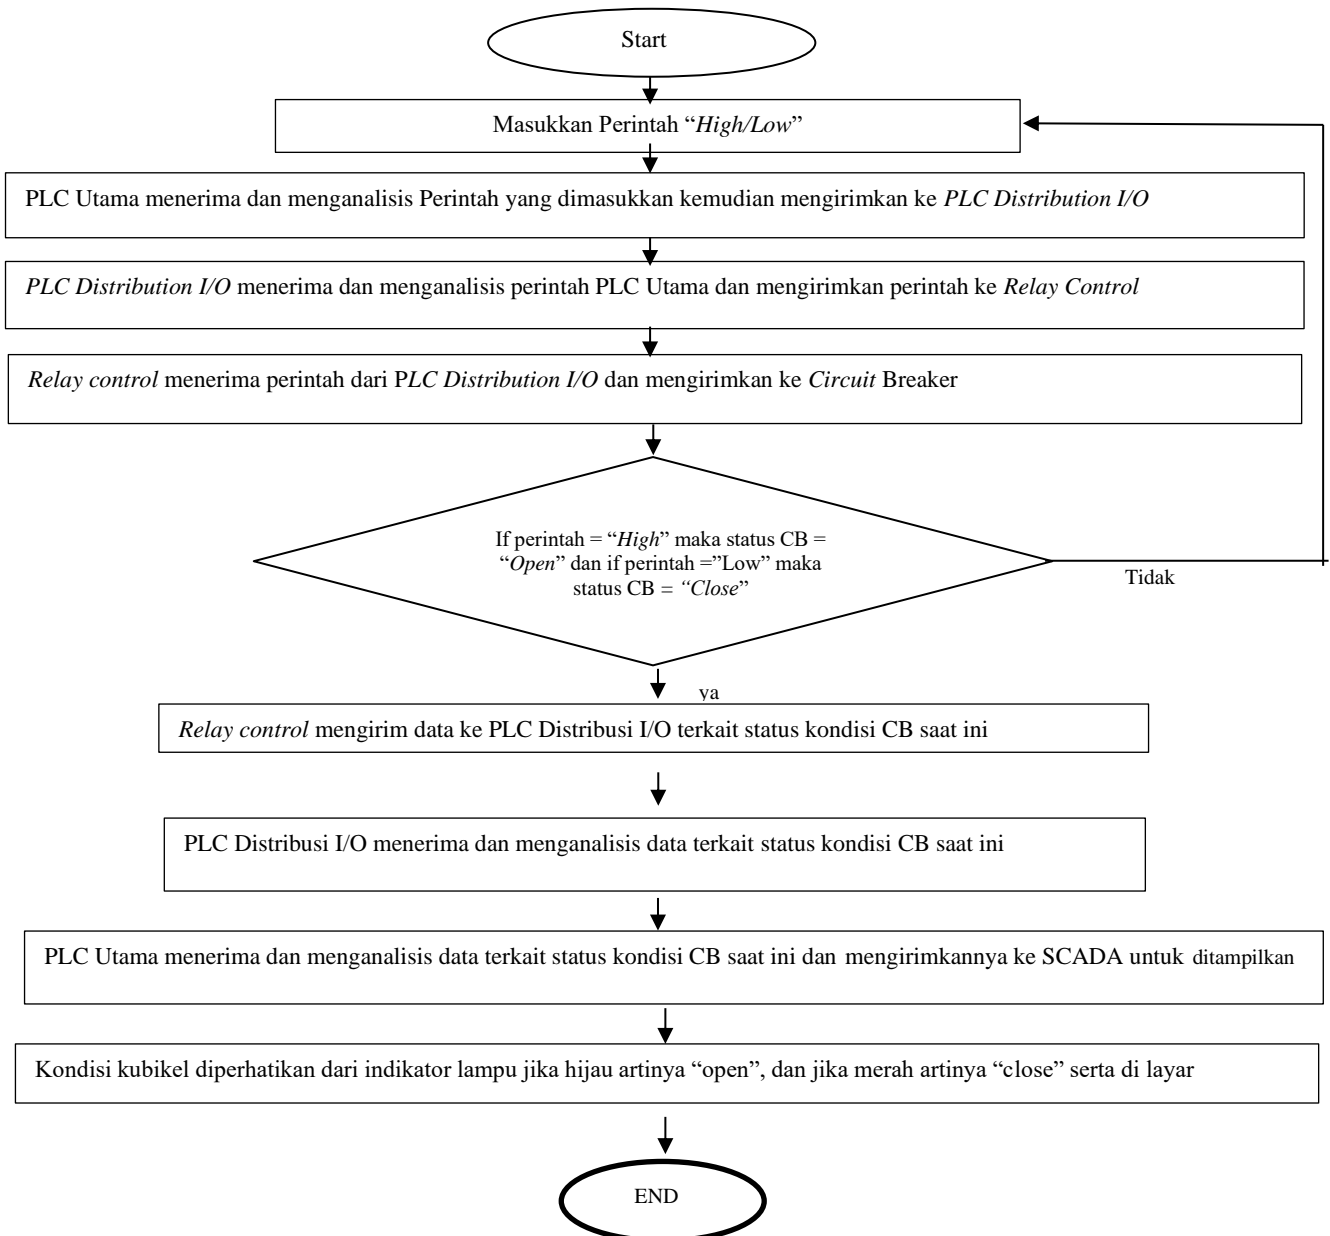 Start
Masukkan Perintah “High/Low”
PLC Utama menerima dan menganalisis Perintah yang dimasukkan kemudian mengirimkan ke PLC Distribution I/O
PLC Distribution I/O menerima dan menganalisis perintah PLC Utama dan mengirimkan perintah ke Relay Control
Relay control menerima perintah dari PLC Distribution I/O dan mengirimkan ke Circuit Breaker
If perintah = “High” maka status CB =
“Open” dan if perintah =”Low” maka
status CB = “Close”
Tidak
ya
Relay control mengirim data ke PLC Distribusi I/O terkait status kondisi CB saat ini
PLC Distribusi I/O menerima dan menganalisis data terkait status kondisi CB saat ini
PLC Utama menerima dan menganalisis data terkait status kondisi CB saat ini dan mengirimkannya ke SCADA untuk ditampilkan
Kondisi kubikel diperhatikan dari indikator lampu jika hijau artinya “open”, dan jika merah artinya “close” serta di layar
END